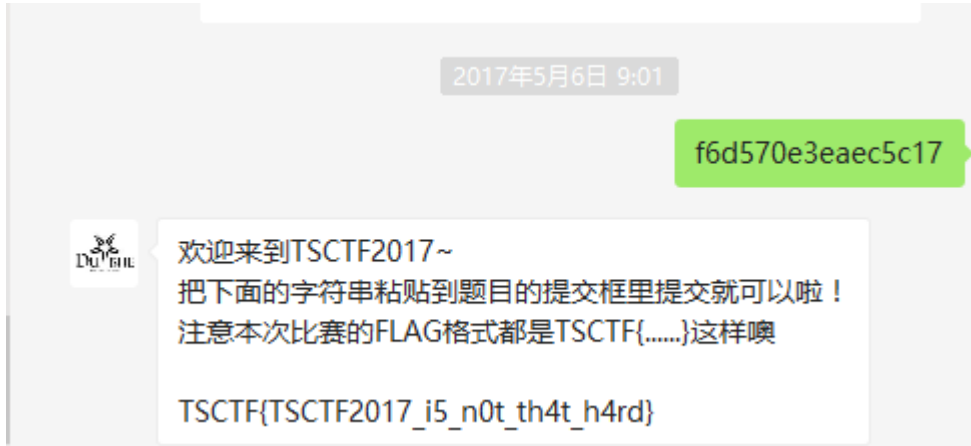 2017年5月6日 9:01
f6d570e3eaec5c17
欢迎来到TSCTF2017~
把下面的字符串粘贴到题目的提交框里提交就可以啦！
注意本次比赛的FLAG格式都是TSCTF{......}这样噢
TSCTF{TSCTF2017_i5_n0t_th4t_h4rd}